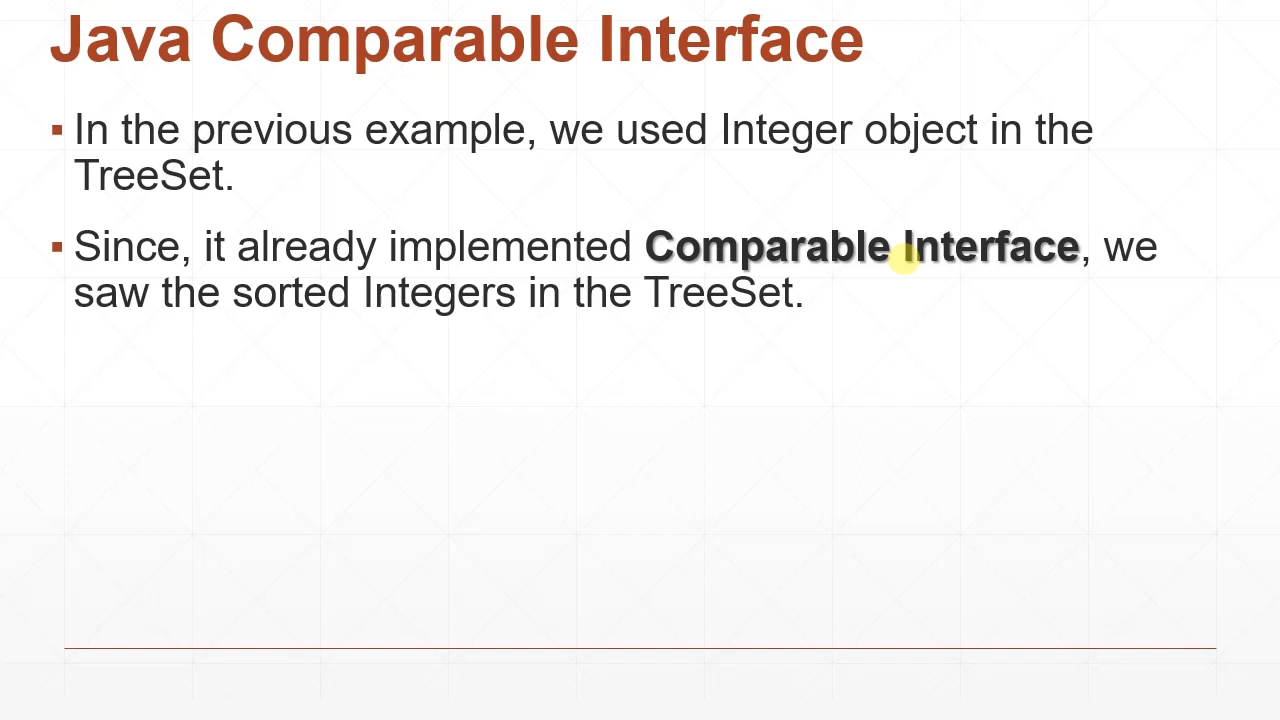 Java Comparable Interface
▪ In the previous example, we used Integer object in the
TreeSet.
▪ Since, it already implemented Comparable Interface, we
saw the sorted Integers in the TreeSet.